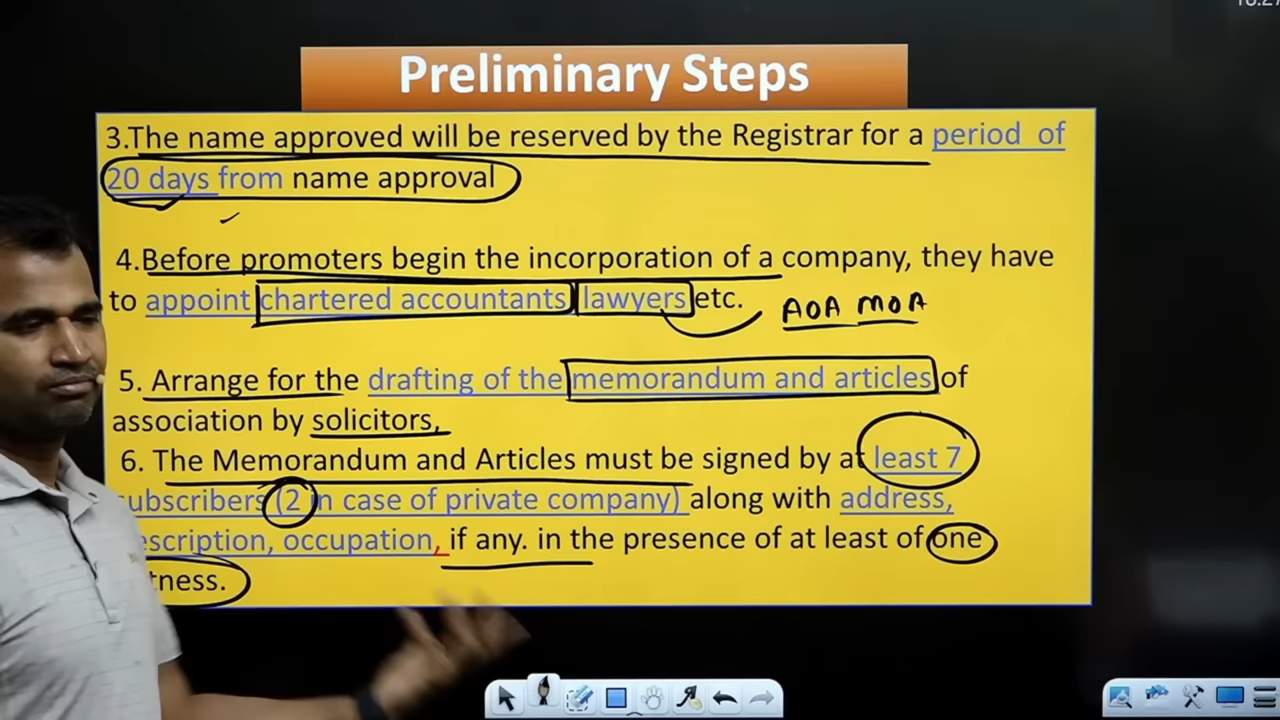 Preliminary Steps
3.The name approved will be reserved by the Registrar for a period of
20 days from name approval
4.Before promoters begin the incorporation of a company, they have
to appoint chartered accountants lawyers etc. AOA MOA
5. Arrange for the drafting of the memorandum and articles of
association by solicitors,
6. The Memorandum and Articles must be signed by at least 7
ubscribers (2 in case of private company) along with address,
escription, occupation, if any. in the presence of at least of one
tness.